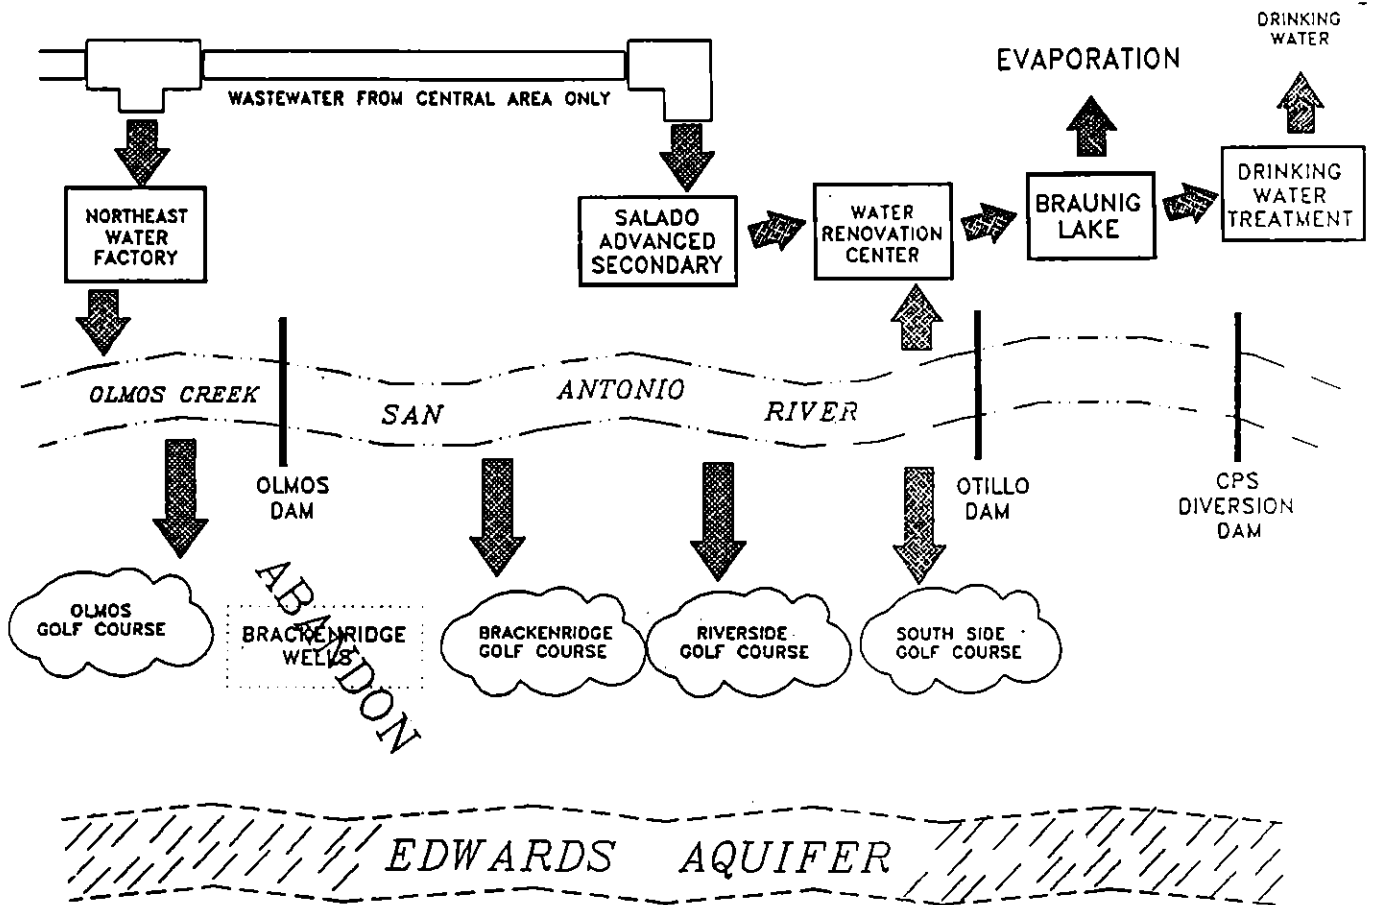 DRINKING
WATER
EVAPORATION
WASTEWATER FROM CENTRAL AREA ONLY
NORTHEAST
WATER
FACTORY
SALADO
ADVANCED
SECONDARY
WATER
RENOVATION
CENTER
BRAUNIG
LAKE
DRINKING
WATER
TREATMENT
OLMOS CREEK
SAN
ANTONIO
RIVER
OLMOS
DAM
OTILLO
DAM
CPS
DIVERSION
DAM
OLMOS
GOLF COURSE
ABANDON
BRACKENRIDGE
WELLS
BRACKENRIDGE
GOLF COURSE
RIVERSIDE
GOLF COURSE
SOUTH SIDE
GOLF COURSE
EDWARDS AQUIFER